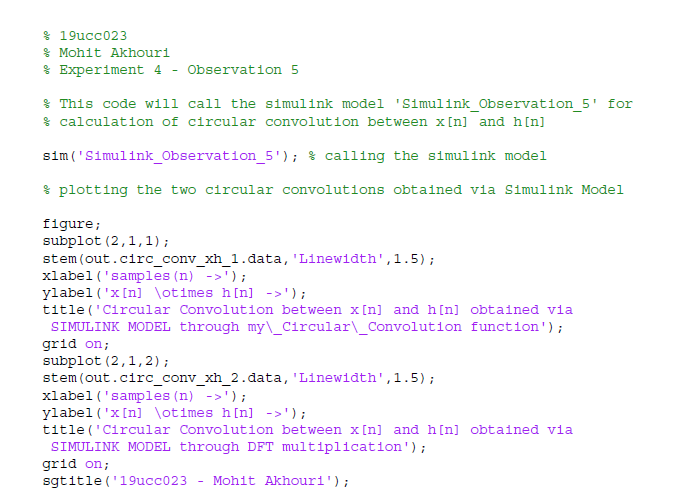 % 19ucc023
% Mohit Akhouri
% Experiment 4 - Observation 5
% This code will call the simulink model 'Simulink_Observation_5' for
% calculation of circular convolution between x[n] and h[n]
sim('Simulink_Observation_5'); % calling the simulink model
% plotting the two circular convolutions obtained via Simulink Model
figure;
subplot(2,1,1);
stem(out.circ_conv_xh_1.data,'Linewidth',1.5);
xlabel('samples(n) ->');
ylabel('x[n] \otimes h[n] ->');
title('Circular Convolution between x[n] and h[n] obtained via
SIMULINK MODEL through my\_Circular\_Convolution function');
grid on;
subplot(2,1,2);
stem(out.circ_conv_xh_2.data,'Linewidth',1.5);
xlabel('samples(n) ->');
ylabel('x[n] \otimes h[n] ->');
title('Circular Convolution between x[n] and h[n] obtained via
SIMULINK MODEL through DFT multiplication');
grid on;
sgtitle('19ucc023 - Mohit Akhouri');